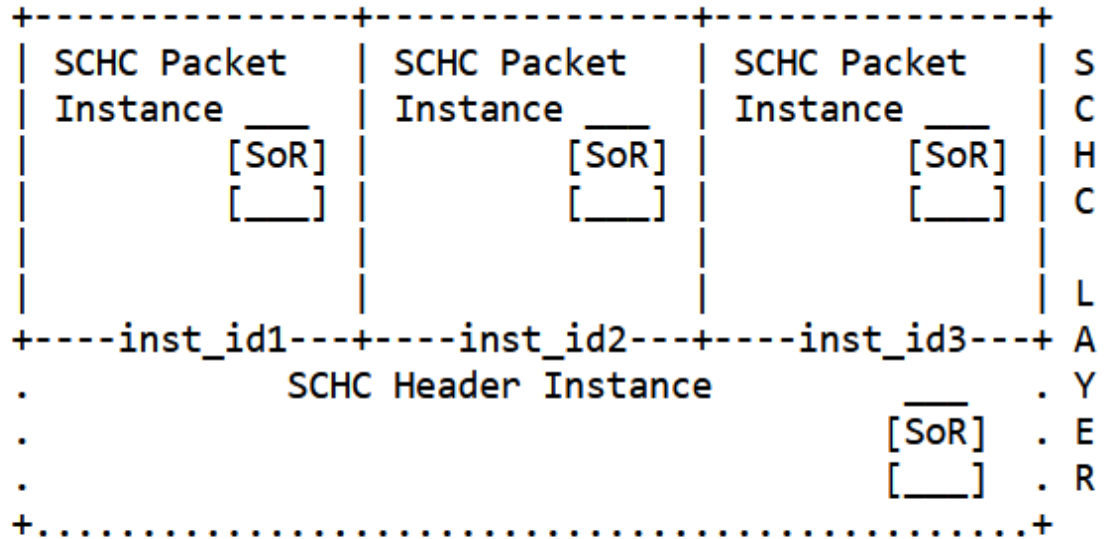 +---------------+---------------+---------------+
| SCHC Packet   | SCHC Packet   | SCHC Packet   | S
| Instance ___  | Instance ___  | Instance ___  | C
|         [SoR] |         [SoR] |         [SoR] | H
|         [___] |         [___] |         [___] | C
|               |               |               |
|               |               |               | L
+----inst_id1---+----inst_id2---+----inst_id3---+ A
.            SCHC Header Instance         ___   . Y
.                                        [SoR]  . E
.                                        [___]  . R
+...............................................+